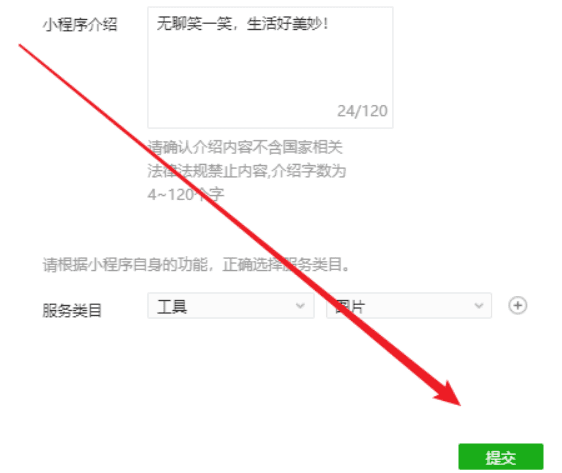 小程序介绍
无聊笑一笑，生活好美妙！
24/120
请确认介绍内容不含国家相关
法律法规禁止内容,介绍字数为
4~120个字
请根据小程序自身的功能，正确选择服务类目。
服务类目 工具 图片
提交